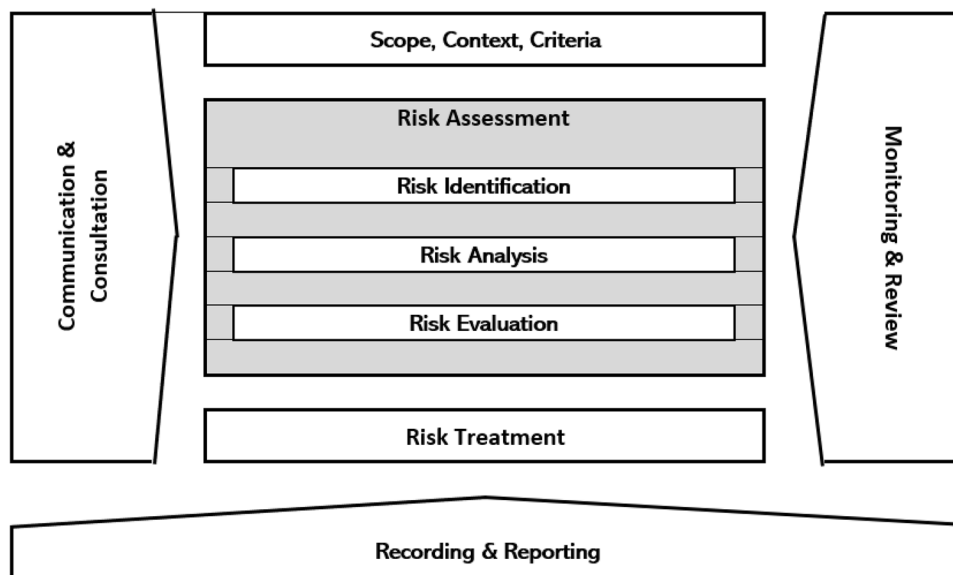 Scope, Context, Criteria
Communication &
Consultation
Risk Assessment
Risk Identification
Risk Analysis
Risk Evaluation
Monitoring & Review
Risk Treatment
Recording & Reporting